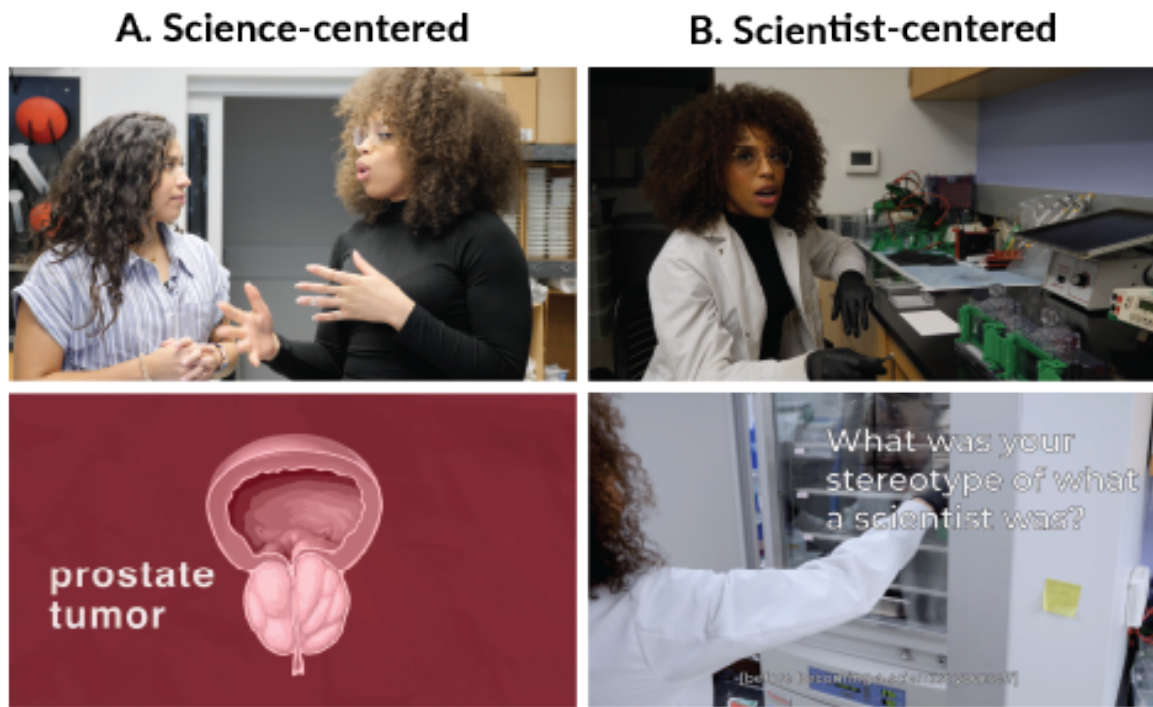 A. Science-centered
B. Scientist-centered
prostate
tumor
What was your
stereotype of what
a scientist was?